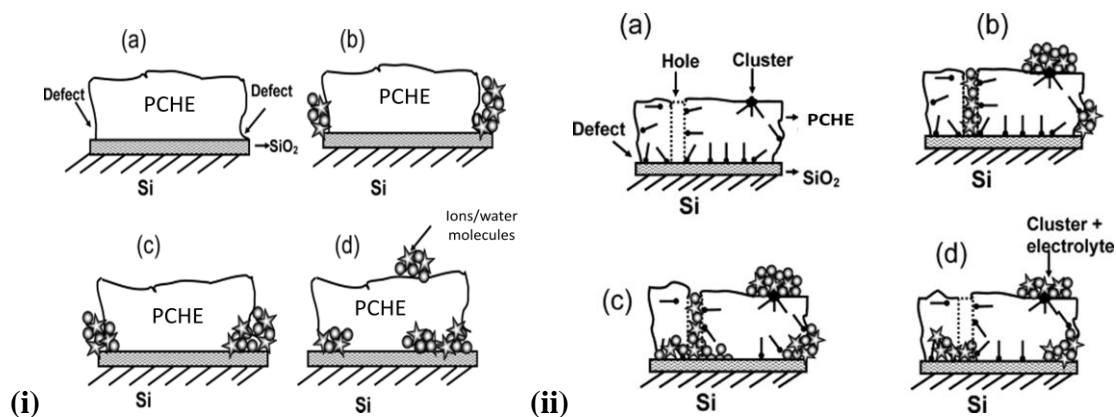 (a)
Defect
PCHE
Defect
SiO2
Si
(b)
PCHE
Si
(c)
PCHE
Si
(d)
Ions/water
molecules
PCHE
Si
(i)
(a)
Hole
Cluster
PCHE
Defect
SiO2
Si
(b)
Si
(c)
Si
(d)
Cluster +
electrolyte
Si
(ii)